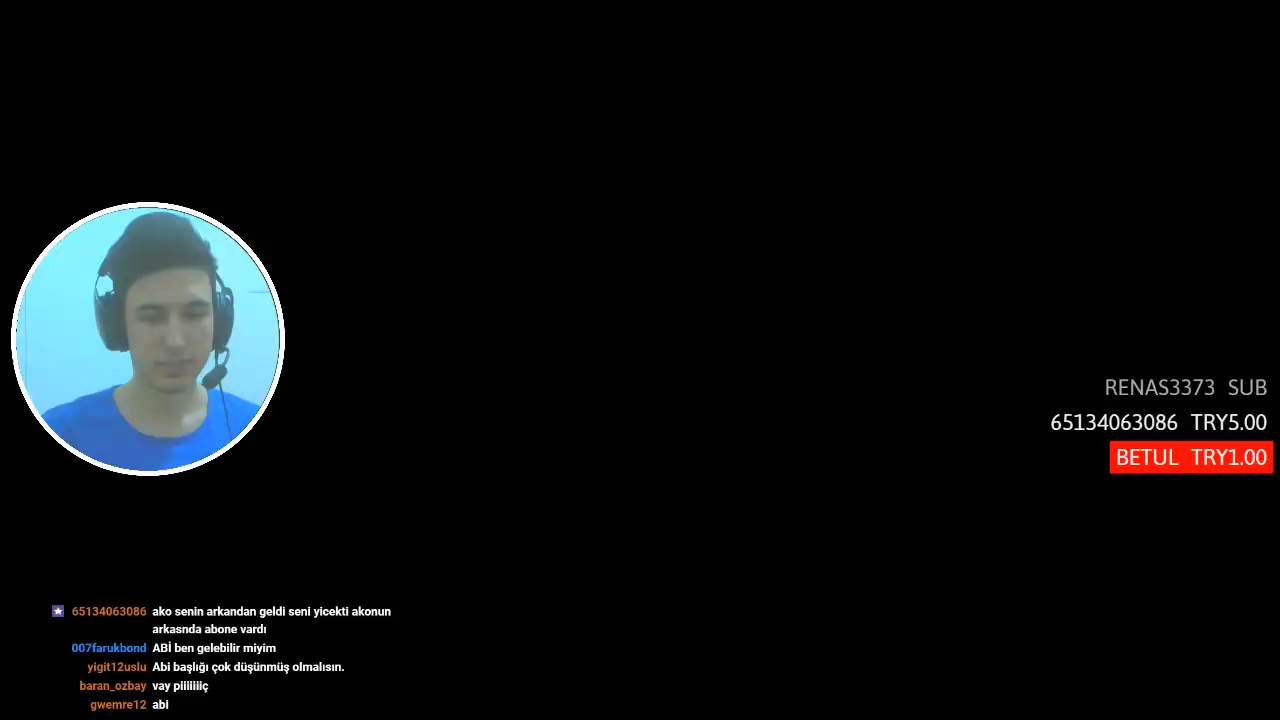 RENAS3373 SUB
65134063086 TRY5.00
BETUL TRY1.00
65134063086 ako senin arkandan geldi seni yicekti akonun
arkasnda abone vardı
007farukbond ABİ ben gelebilir miyim
yigit12uslu Abi başlığı çok düşünmüş olmalısın.
baran_ozbay vay piiiiiiiç
gwemre12 abi